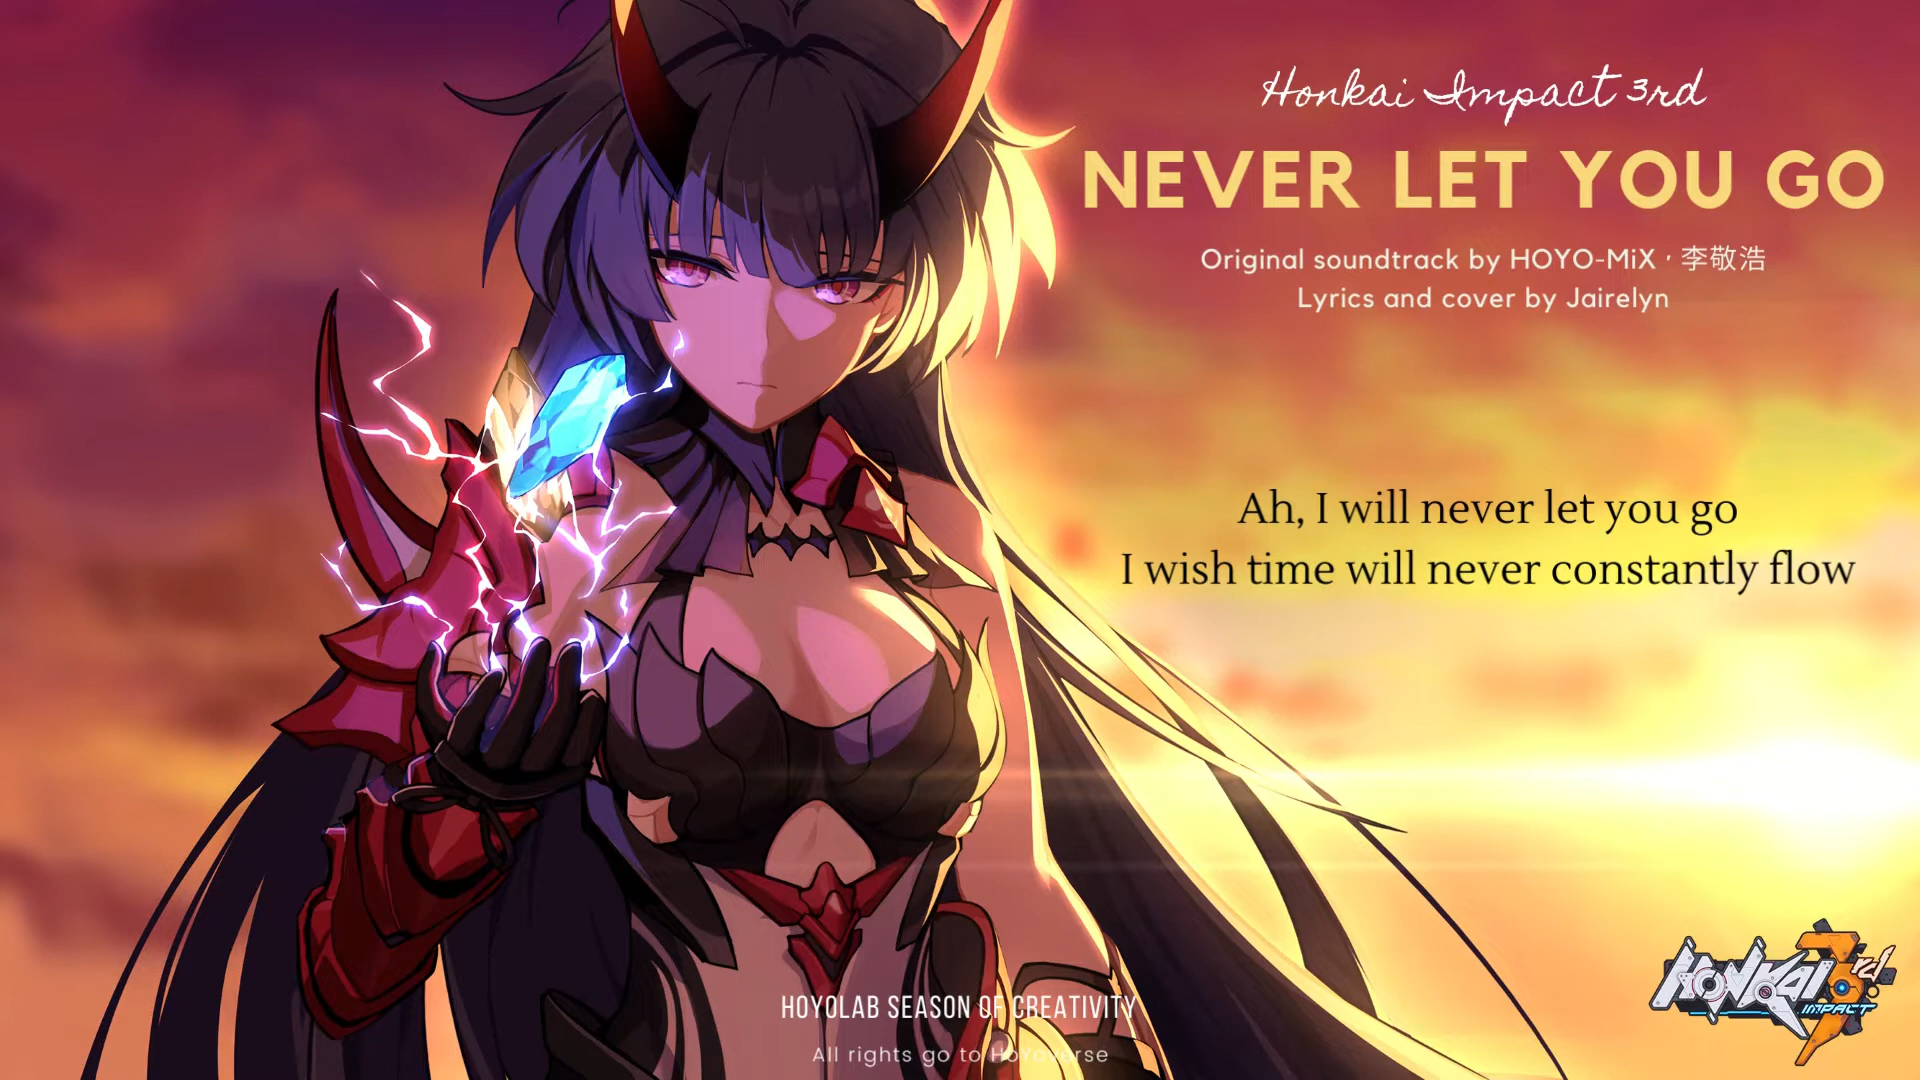 Honkai Impact 3rd
NEVER LET YOU GO
Original soundtrack by HOYO-MiX · 李敬浩
Lyrics and cover by Jairelyn
Ah, I will never let you go
I wish time will never constantly flow
HONKAI 3rd
IMPACT
HOYOLAB SEASON OF CREATIVITY
All rights go to HoYoverse